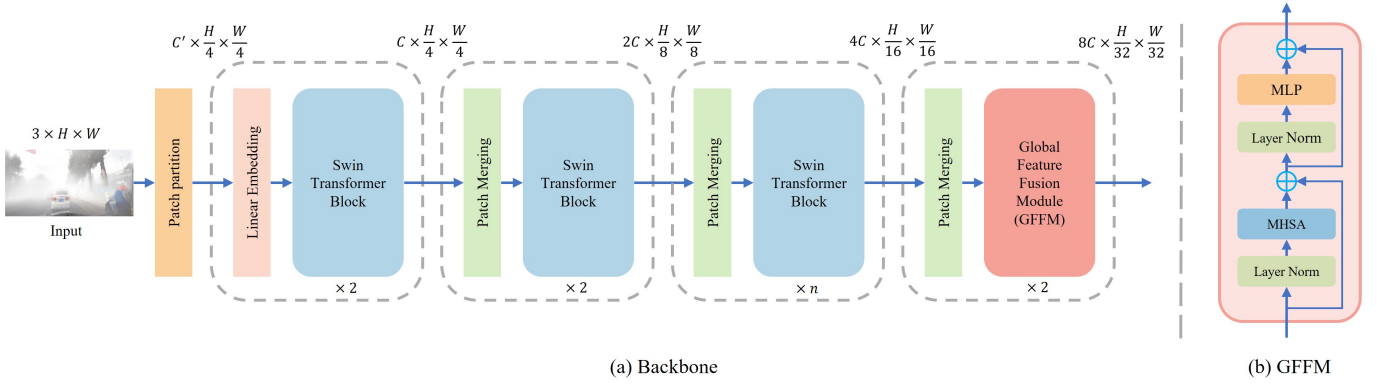 C′ × H/4 × W/4
C × H/4 × W/4
2C × H/8 × W/8
4C × H/16 × W/16
8C × H/32 × W/32
3 × H × W
Input
Patch partition
Linear Embedding
Swin
Transformer
Block
× 2
Patch Merging
Swin
Transformer
Block
× 2
Patch Merging
Swin
Transformer
Block
× n
Patch Merging
Global
Feature
Fusion
Module
(GFFM)
× 2
(a) Backbone
MLP
Layer Norm
MHSA
Layer Norm
(b) GFFM